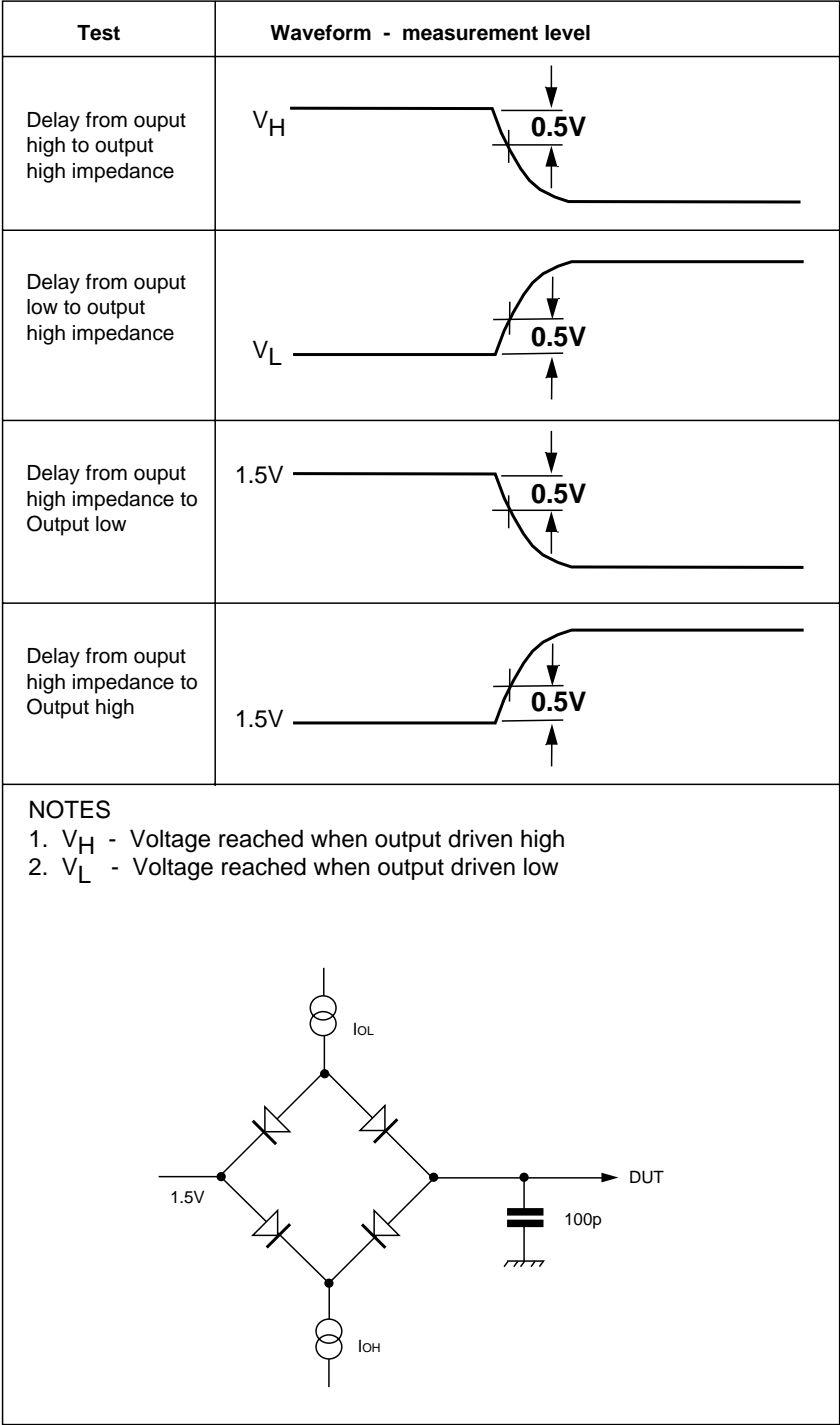 Test
Waveform - measurement level
Delay from ouput
high to output
high impedance
VH
0.5V
Delay from ouput
low to output
high impedance
VL
0.5V
Delay from ouput
high impedance to
Output low
1.5V
0.5V
Delay from ouput
high impedance to
Output high
1.5V
0.5V
NOTES
1. VH - Voltage reached when output driven high
2. VL - Voltage reached when output driven low
IOL
1.5V
DUT
100p
IOH